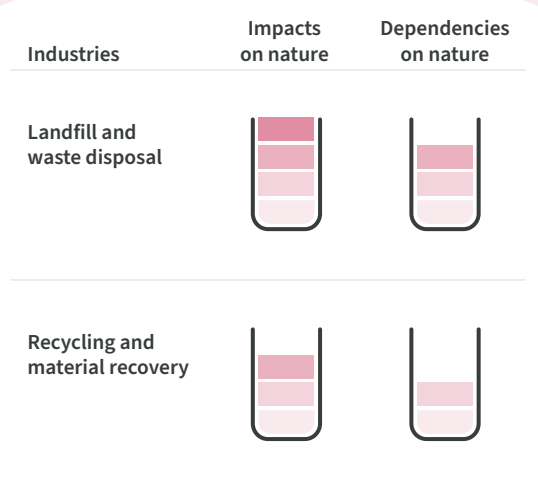 Industries
Impacts
on nature
Dependencies
on nature
Landfill and
waste disposal
Recycling and
material recovery